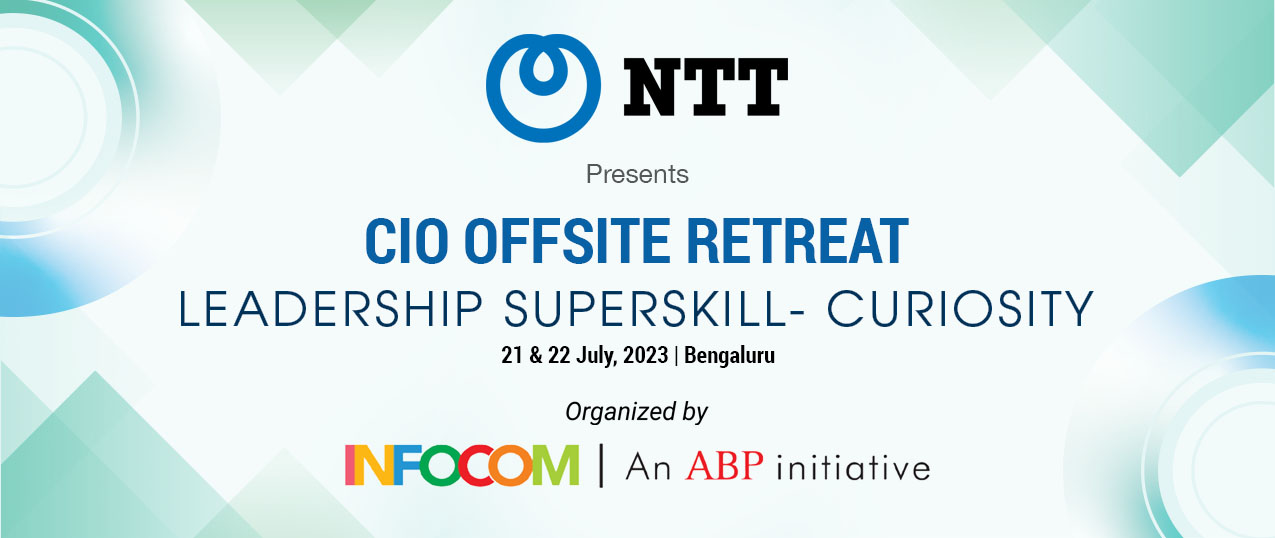 NTT
Presents
CIO OFFSITE RETREAT
LEADERSHIP SUPERSKILL- CURIOSITY
21 & 22 July, 2023 | Bengaluru
Organized by
INFOCOM | An ABP initiative